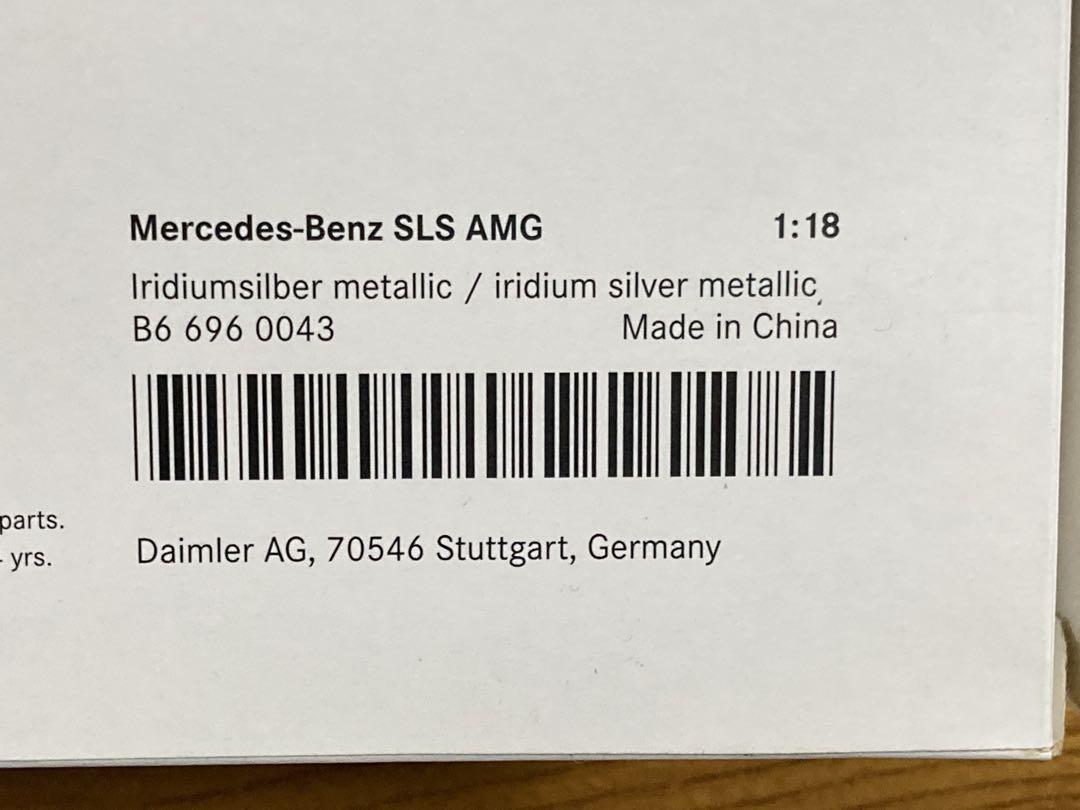 Mercedes-Benz SLS AMG 1:18
Iridiumsilber metallic / iridium silver metallic
B6 696 0043 Made in China
parts.
yrs.
Daimler AG, 70546 Stuttgart, Germany